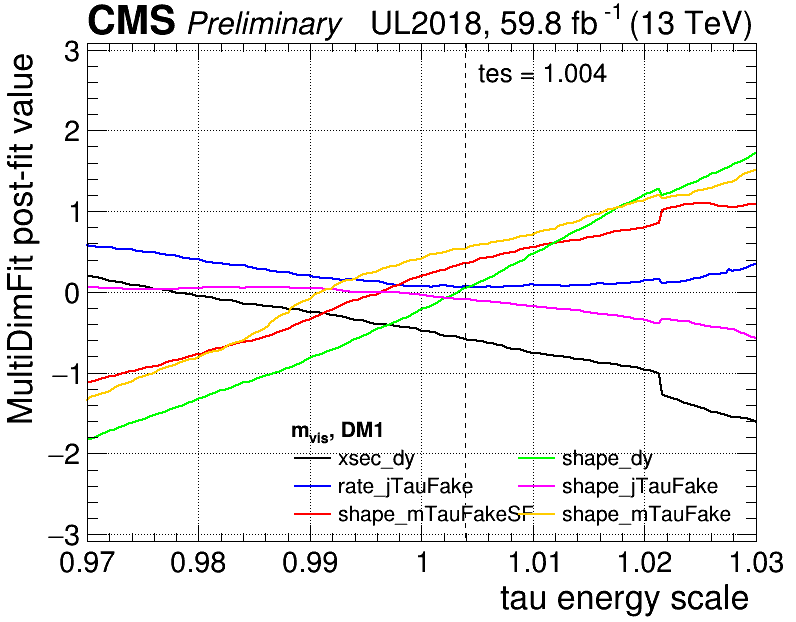 CMS Preliminary UL2018, 59.8 fb⁻¹ (13 TeV)
MultiDimFit post-fit value
3
2
1
0
−1
−2
−3
tes = 1.004
m_vis, DM1
xsec_dy shape_dy
rate_jTauFake shape_jTauFake
shape_mTauFakeSF shape_mTauFake
0.97 0.98 0.99 1 1.01 1.02 1.03
tau energy scale